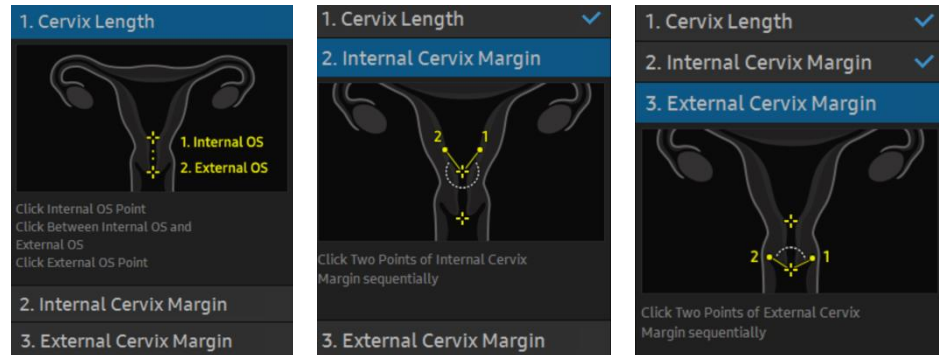 1. Cervix Length
1. Internal OS
2. External OS
Click Internal OS Point
Click Between Internal OS and
External OS
Click External OS Point
2. Internal Cervix Margin
3. External Cervix Margin
1. Cervix Length
2. Internal Cervix Margin
2 1
Click Two Points of Internal Cervix
Margin sequentially
3. External Cervix Margin
1. Cervix Length
2. Internal Cervix Margin
3. External Cervix Margin
2 1
Click Two Points of External Cervix
Margin sequentially